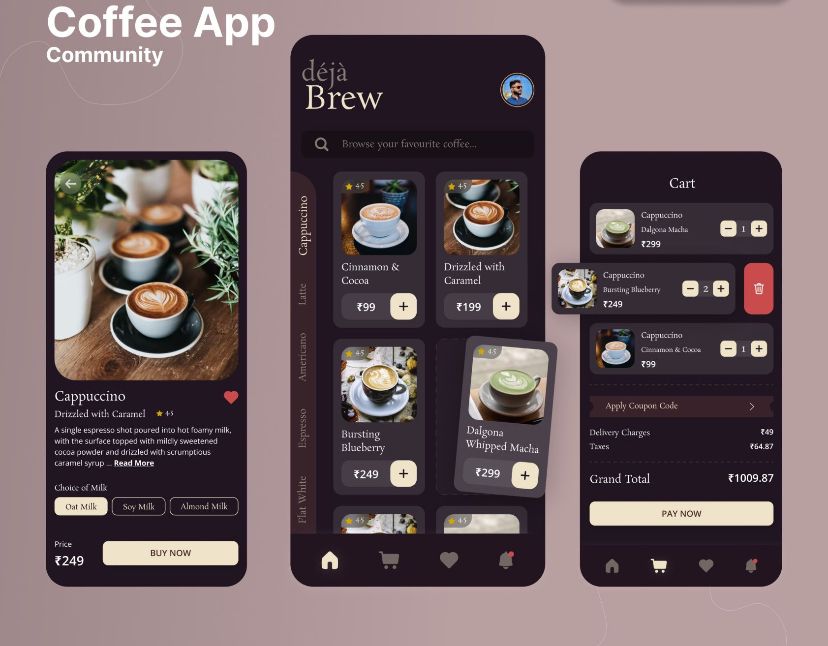 Coffee App
Community
Cappuccino
Drizzled with Caramel
4.5
A single espresso shot poured into hot foamy milk,
with the surface topped with mildly sweetened
cocoa powder and drizzled with scrumptious
caramel syrup ... Read More
Choice of Milk
Oat Milk
Soy Milk
Almond Milk
Price
₹249
BUY NOW
déjà
Brew
Browse your favourite coffee...
Cappuccino
Latte
Americano
Espresso
Flat White
4.5
Cinnamon &
Cocoa
₹99
+
4.5
Drizzled with
Caramel
₹199
+
4.5
Bursting
Blueberry
₹249
+
4.5
Dalgona
Whipped Macha
₹299
+
4.5
4.5
Cart
Cappuccino
Dalgona Macha
₹299
− 1 +
Cappuccino
Bursting Blueberry
₹249
− 2 +
Cappuccino
Cinnamon & Cocoa
₹99
− 1 +
Apply Coupon Code
Delivery Charges ₹49
Taxes ₹64.87
Grand Total ₹1009.87
PAY NOW